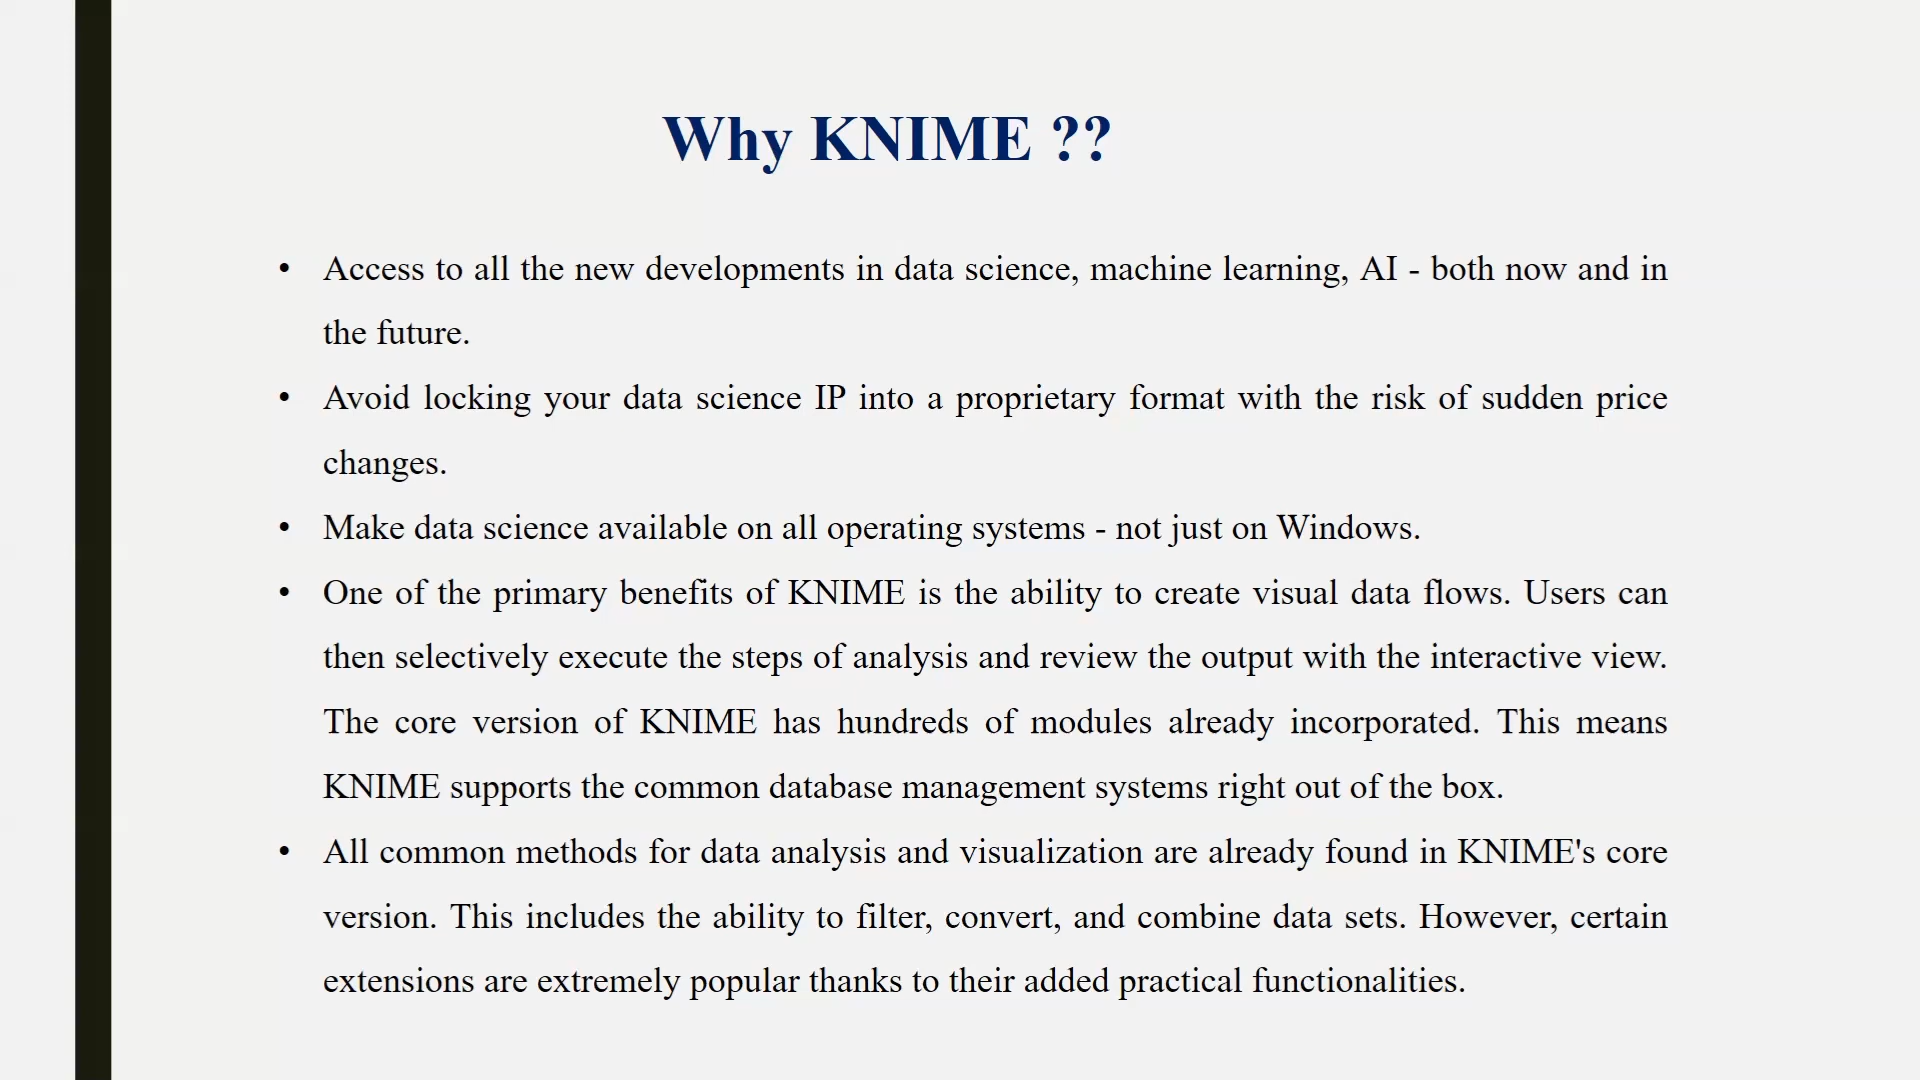 Why KNIME ??
• Access to all the new developments in data science, machine learning, AI - both now and in
the future.
• Avoid locking your data science IP into a proprietary format with the risk of sudden price
changes.
• Make data science available on all operating systems - not just on Windows.
• One of the primary benefits of KNIME is the ability to create visual data flows. Users can
then selectively execute the steps of analysis and review the output with the interactive view.
The core version of KNIME has hundreds of modules already incorporated. This means
KNIME supports the common database management systems right out of the box.
• All common methods for data analysis and visualization are already found in KNIME's core
version. This includes the ability to filter, convert, and combine data sets. However, certain
extensions are extremely popular thanks to their added practical functionalities.